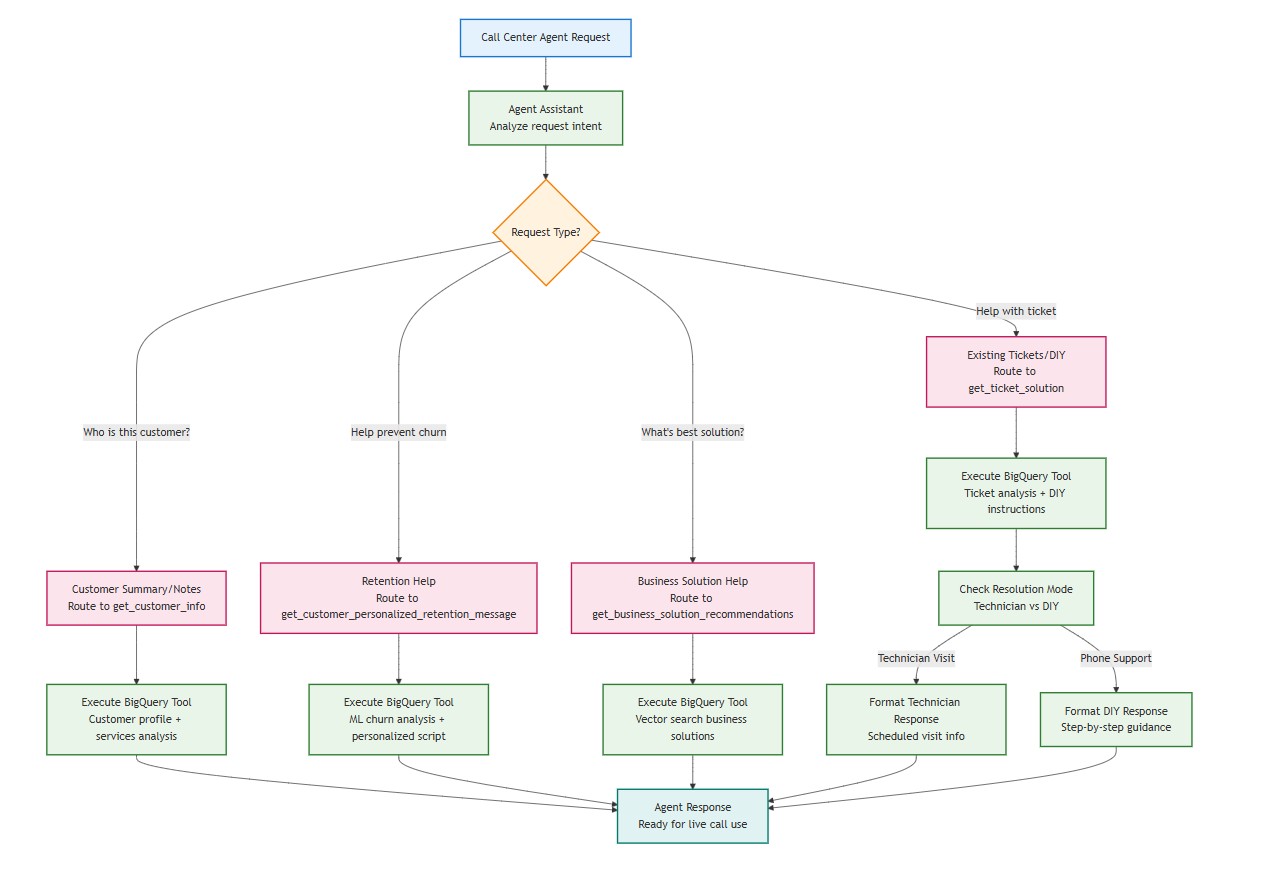 Call Center Agent Request
Agent Assistant
Analyze request intent
Request Type?
Help with ticket
Existing Tickets/DIY
Route to
get_ticket_solution
Who is this customer?
Help prevent churn
What's best solution?
Execute BigQuery Tool
Ticket analysis + DIY
instructions
Customer Summary/Notes
Route to get_customer_info
Retention Help
Route to
get_customer_personalized_retention_message
Business Solution Help
Route to
get_business_solution_recommendations
Check Resolution Mode
Technician vs DIY
Technician Visit
Phone Support
Execute BigQuery Tool
Customer profile +
services analysis
Execute BigQuery Tool
ML churn analysis +
personalized script
Execute BigQuery Tool
Vector search business
solutions
Format Technician
Response
Scheduled visit info
Format DIY Response
Step-by-step guidance
Agent Response
Ready for live call use